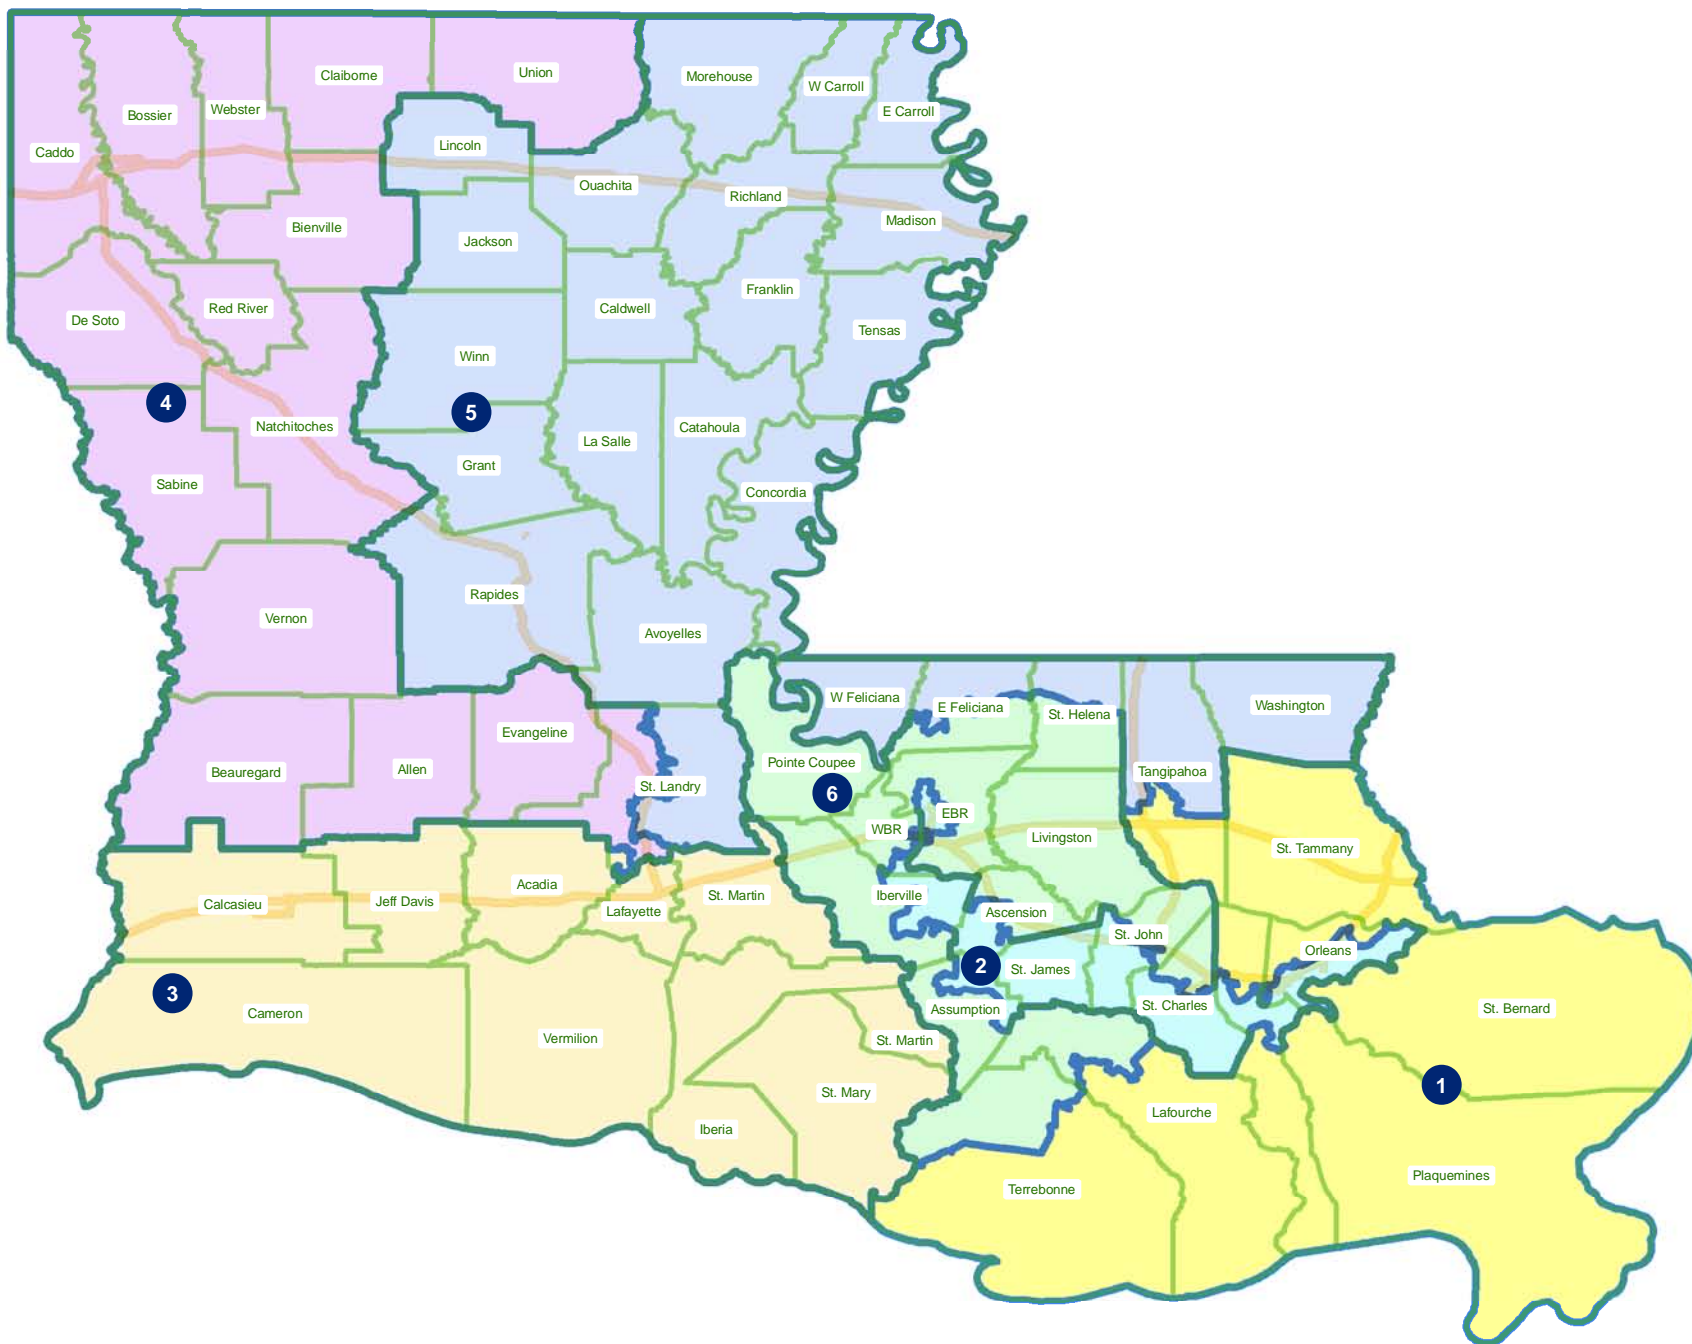 Claiborne
Union
Morehouse
W Carroll
Webster
Bossier
E Carroll
Caddo
Lincoln
Ouachita
Richland
Madison
Bienville
Jackson
Franklin
Red River
Caldwell
De Soto
Tensas
Winn
4
5
Natchitoches
La Salle
Catahoula
Grant
Sabine
Concordia
Rapides
Vernon
Avoyelles
W Feliciana
E Feliciana
St. Helena
Washington
Evangeline
Pointe Coupee
Beauregard
Allen
Tangipahoa
St. Landry
6
EBR
WBR
Livingston
St. Tammany
Acadia
St. Martin
Iberville
Calcasieu
Jeff Davis
Lafayette
Ascension
St. John
Orleans
2
St. James
3
St. Charles
Assumption
St. Bernard
Cameron
Vermilion
St. Martin
1
St. Mary
Lafourche
Iberia
Plaquemines
Terrebonne